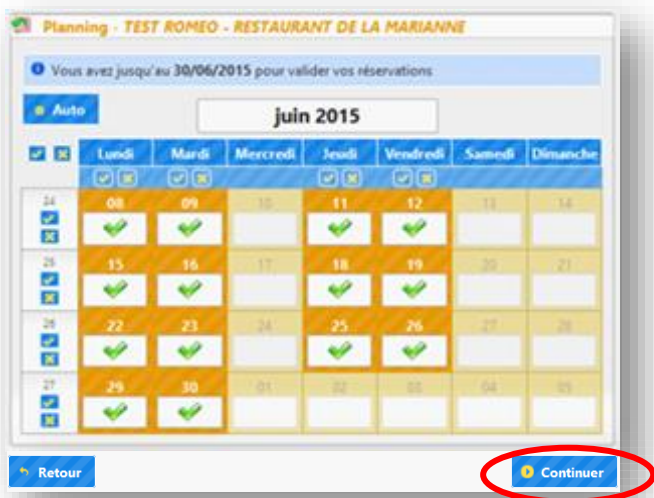 Planning - TEST ROMEO - RESTAURANT DE LA MARIANNE
Vous avez jusqu'au 30/06/2015 pour valider vos réservations
Auto
juin 2015
Lundi Mardi Mercredi Jeudi Vendredi Samedi Dimanche
24 08 09 10 11 12 13 14
25 15 16 17 18 19 20 21
26 22 23 24 25 26 27 28
27 29 30 01 02 03 04 05
Retour Continuer